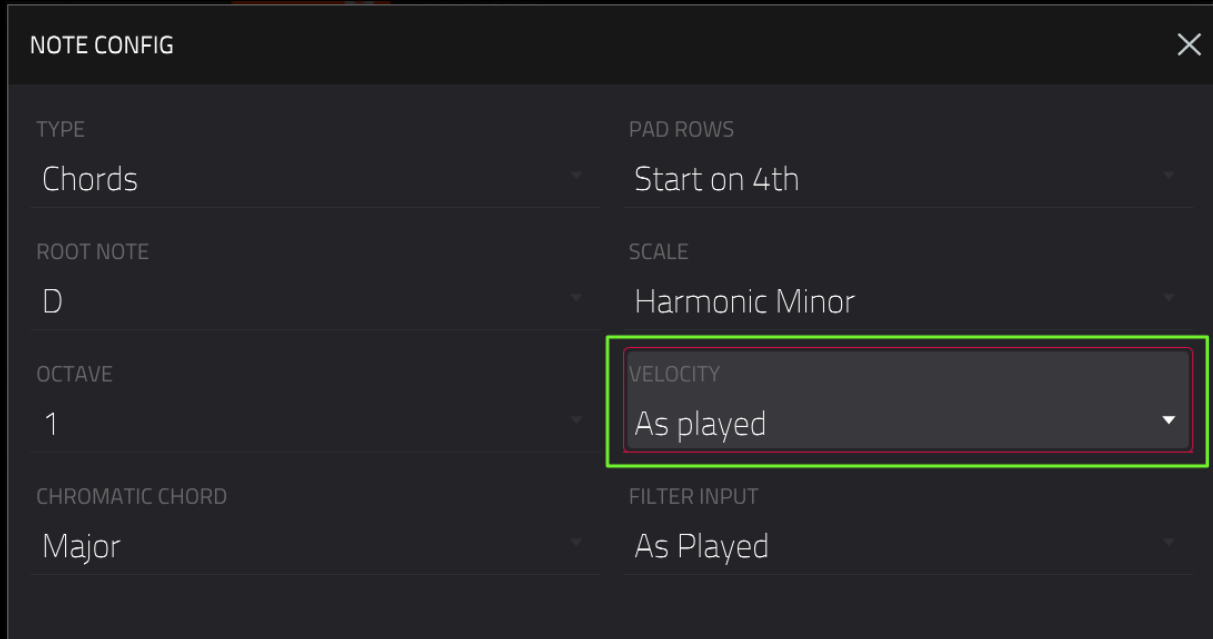 NOTE CONFIG
TYPE
Chords
PAD ROWS
Start on 4th
ROOT NOTE
D
SCALE
Harmonic Minor
OCTAVE
1
VELOCITY
As played
CHROMATIC CHORD
Major
FILTER INPUT
As Played